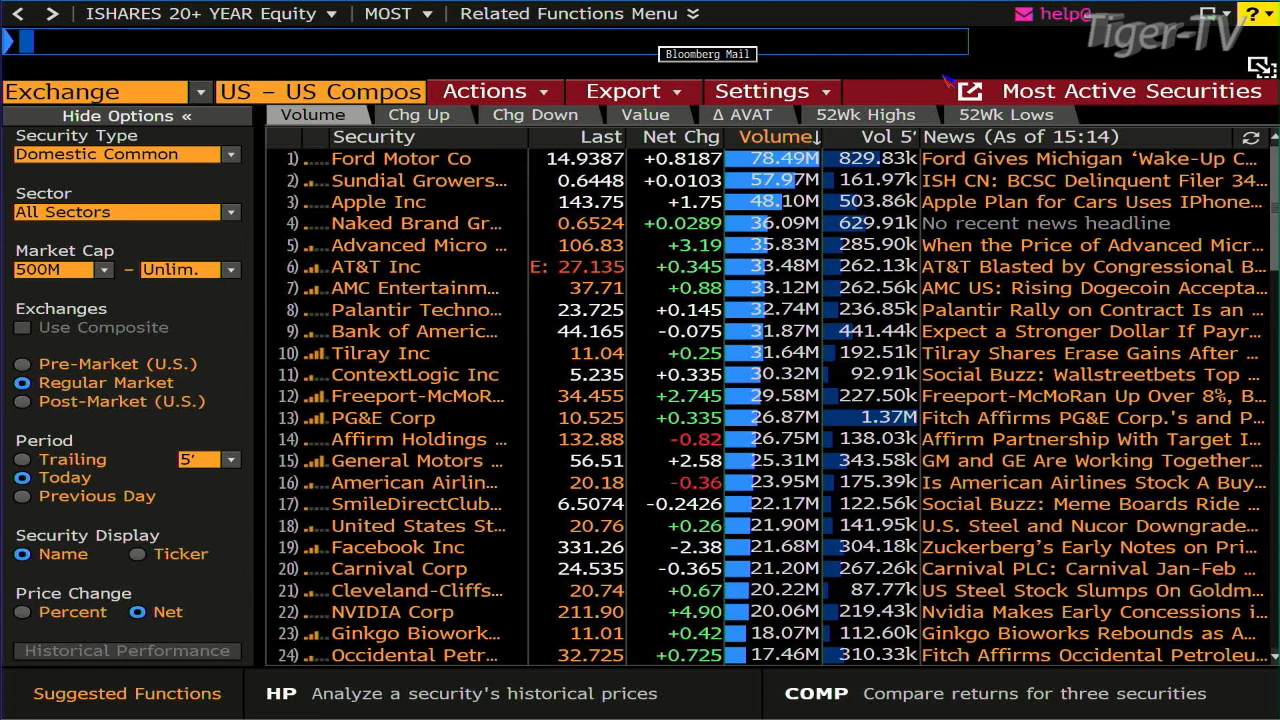 ISHARES 20+ YEAR Equity MOST Related Functions Menu help@ ?
Tiger-TV
Bloomberg Mail
Exchange US - US Compos Actions Export Settings Most Active Securities
Hide Options « Volume Chg Up Chg Down Value Δ AVAT 52Wk Highs 52Wk Lows
Security Type
Domestic Common
Sector
All Sectors
Market Cap
500M - Unlim.
Exchanges
Use Composite
Pre-Market (U.S.)
Regular Market
Post-Market (U.S.)
Period
Trailing 5'
Today
Previous Day
Security Display
Name Ticker
Price Change
Percent Net
Historical Performance
Security Last Net Chg Volume↓ Vol 5' News (As of 15:14)
1) Ford Motor Co 14.9387 +0.8187 78.49M 829.83k Ford Gives Michigan ‘Wake-Up C...
2) Sundial Growers... 0.6448 +0.0103 57.97M 161.97k ISH CN: BCSC Delinquent Filer 34...
3) Apple Inc 143.75 +1.75 48.10M 503.86k Apple Plan for Cars Uses IPhone...
4) Naked Brand Gr... 0.6524 +0.0289 36.09M 629.91k No recent news headline
5) Advanced Micro ... 106.83 +3.19 35.83M 285.90k When the Price of Advanced Micr...
6) AT&T Inc E: 27.135 +0.345 33.48M 262.13k AT&T Blasted by Congressional B...
7) AMC Entertainm... 37.71 +0.88 33.12M 262.56k AMC US: Rising Dogecoin Accepta...
8) Palantir Techno... 23.725 +0.145 32.74M 236.85k Palantir Rally on Contract Is an ...
9) Bank of Americ... 44.165 -0.075 31.87M 441.44k Expect a Stronger Dollar If Payr...
10) Tilray Inc 11.04 +0.25 31.64M 192.51k Tilray Shares Erase Gains After ...
11) ContextLogic Inc 5.235 +0.335 30.32M 92.91k Social Buzz: Wallstreetbets Top ...
12) Freeport-McMoR... 34.455 +2.745 29.58M 227.50k Freeport-McMoRan Up Over 8%, B...
13) PG&E Corp 10.525 +0.335 26.87M 1.37M Fitch Affirms PG&E Corp.'s and P...
14) Affirm Holdings ... 132.88 -0.82 26.75M 138.03k Affirm Partnership With Target I...
15) General Motors ... 56.51 +2.58 25.31M 343.58k GM and GE Are Working Together...
16) American Airlin... 20.18 -0.36 23.95M 175.39k Is American Airlines Stock A Buy...
17) SmileDirectClub... 6.5074 -0.2426 22.17M 122.56k Social Buzz: Meme Boards Ride ...
18) United States St... 20.76 +0.26 21.90M 141.95k U.S. Steel and Nucor Downgrade...
19) Facebook Inc 331.26 -2.38 21.68M 304.18k Zuckerberg’s Early Notes on Pri...
20) Carnival Corp 24.535 -0.365 21.20M 267.26k Carnival PLC: Carnival Jan-Feb ...
21) Cleveland-Cliffs... 20.74 +0.67 20.22M 87.77k US Steel Stock Slumps On Goldm...
22) NVIDIA Corp 211.90 +4.90 20.06M 219.43k Nvidia Makes Early Concessions i...
23) Ginkgo Biowork... 11.01 +0.42 18.07M 112.60k Ginkgo Bioworks Rebounds as A...
24) Occidental Petr... 32.725 +0.725 17.46M 310.33k Fitch Affirms Occidental Petroleu...
Suggested Functions HP Analyze a security's historical prices COMP Compare returns for three securities